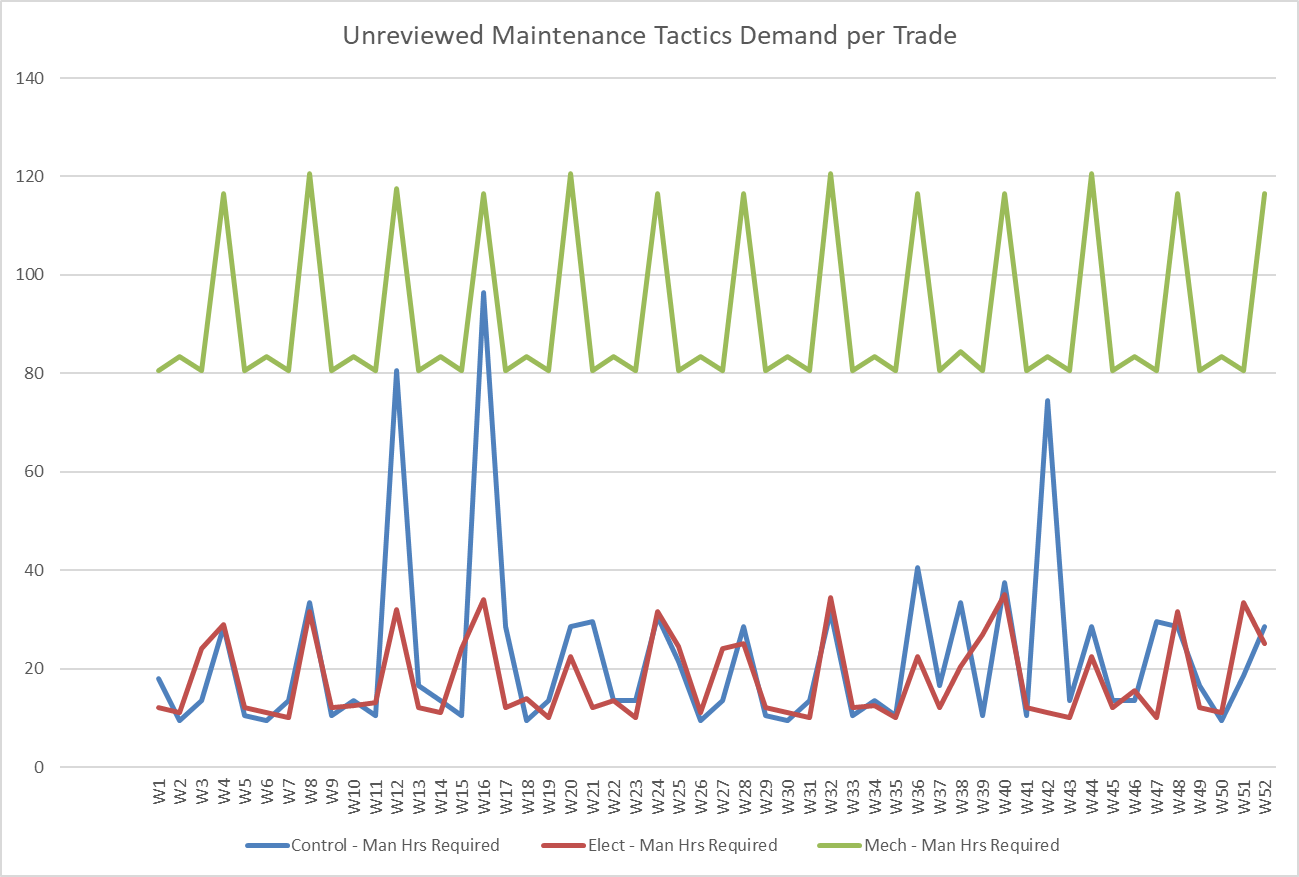 Unreviewed Maintenance Tactics Demand per Trade
140
120
100
80
60
40
20
0
W1 W2 W3 W4 W5 W6 W7 W8 W9 W10 W11 W12 W13 W14 W15 W16 W17 W18 W19 W20 W21 W22 W23 W24 W25 W26 W27 W28 W29 W30 W31 W32 W33 W34 W35 W36 W37 W38 W39 W40 W41 W42 W43 W44 W45 W46 W47 W48 W49 W50 W51 W52
Control - Man Hrs Required Elect - Man Hrs Required Mech - Man Hrs Required